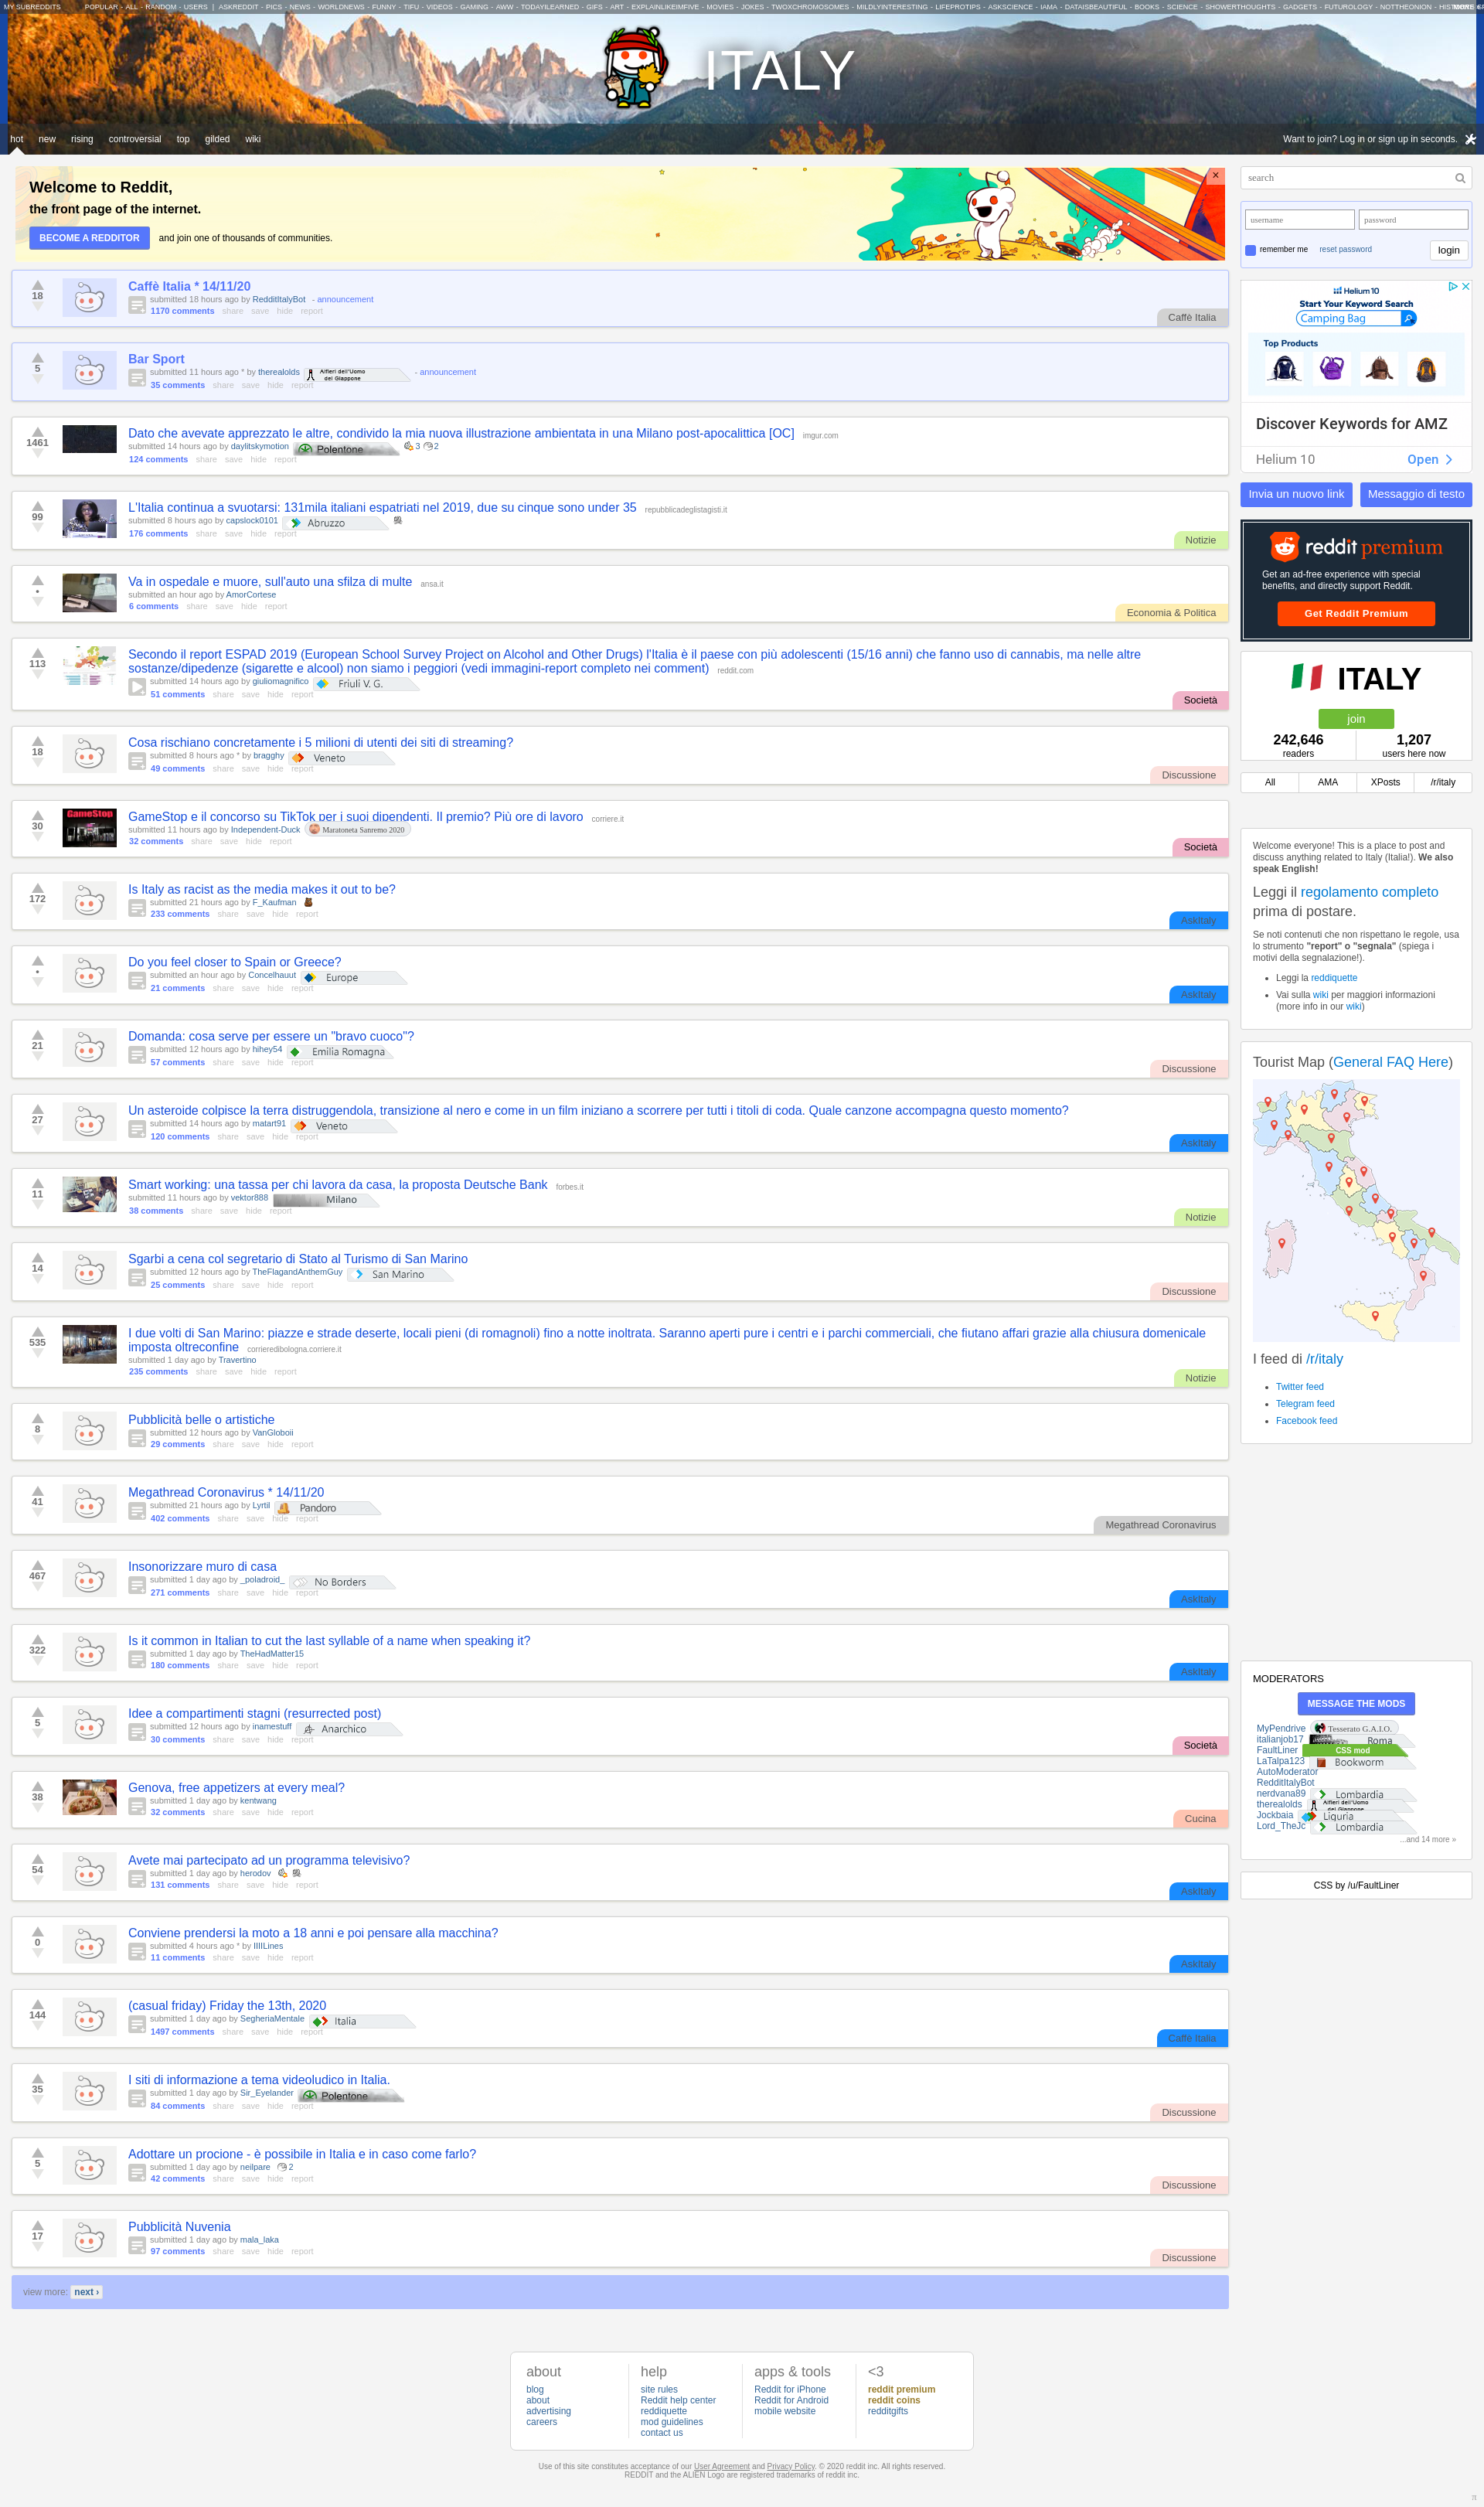 MY SUBREDDITS POPULAR - ALL - RANDOM - USERS | ASKREDDIT - PICS - NEWS - WORLDNEWS - FUNNY - TIFU - VIDEOS - GAMING - AWW - TODAYILEARNED - GIFS - ART - EXPLAINLIKEIMFIVE - MOVIES - JOKES - TWOXCHROMOSOMES - MILDLYINTERESTING - LIFEPROTIPS - ASKSCIENCE - IAMA - DATAISBEAUTIFUL - BOOKS - SCIENCE - SHOWERTHOUGHTS - GADGETS - FUTUROLOGY - NOTTHEONION
ITALY
hot new rising controversial top gilded wiki
Want to join? Log in or sign up in seconds.
Welcome to Reddit,
the front page of the internet.
BECOME A REDDITOR and join one of thousands of communities.
×
18
Caffè Italia * 14/11/20
submitted 18 hours ago by RedditItalyBot - announcement
1170 comments share save hide report
Caffè Italia
5
Bar Sport
submitted 11 hours ago * by therealolds Alfieri dell'Uomo del Giappone - announcement
35 comments share save hide report
1461
Dato che avevate apprezzato le altre, condivido la mia nuova illustrazione ambientata in una Milano post-apocalittica [OC] imgur.com
submitted 14 hours ago by daylitskymotion Polentone 3 2
124 comments share save hide report
99
L'Italia continua a svuotarsi: 131mila italiani espatriati nel 2019, due su cinque sono under 35 repubblicadeglistagisti.it
submitted 8 hours ago by capslock0101 Abruzzo
176 comments share save hide report
Notizie
•
Va in ospedale e muore, sull'auto una sfilza di multe ansa.it
submitted an hour ago by AmorCortese
6 comments share save hide report
Economia & Politica
113
Secondo il report ESPAD 2019 (European School Survey Project on Alcohol and Other Drugs) l'Italia è il paese con più adolescenti (15/16 anni) che fanno uso di cannabis, ma nelle altre
sostanze/dipedenze (sigarette e alcool) non siamo i peggiori (vedi immagini-report completo nei comment) reddit.com
submitted 14 hours ago by giuliomagnifico Friuli V. G.
51 comments share save hide report
Società
18
Cosa rischiano concretamente i 5 milioni di utenti dei siti di streaming?
submitted 8 hours ago * by bragghy Veneto
49 comments share save hide report
Discussione
30
GameStop
GameStop e il concorso su TikTok per i suoi dipendenti. Il premio? Più ore di lavoro corriere.it
submitted 11 hours ago by Independent-Duck Maratoneta Sanremo 2020
32 comments share save hide report
Società
172
Is Italy as racist as the media makes it out to be?
submitted 21 hours ago by F_Kaufman
233 comments share save hide report
AskItaly
•
Do you feel closer to Spain or Greece?
submitted an hour ago by Concelhauut Europe
21 comments share save hide report
AskItaly
21
Domanda: cosa serve per essere un "bravo cuoco"?
submitted 12 hours ago by hihey54 Emilia Romagna
57 comments share save hide report
Discussione
27
Un asteroide colpisce la terra distruggendola, transizione al nero e come in un film iniziano a scorrere per tutti i titoli di coda. Quale canzone accompagna questo momento?
submitted 14 hours ago by matart91 Veneto
120 comments share save hide report
AskItaly
11
Smart working: una tassa per chi lavora da casa, la proposta Deutsche Bank forbes.it
submitted 11 hours ago by vektor888 Milano
38 comments share save hide report
Notizie
14
Sgarbi a cena col segretario di Stato al Turismo di San Marino
submitted 12 hours ago by TheFlagandAnthemGuy San Marino
25 comments share save hide report
Discussione
535
I due volti di San Marino: piazze e strade deserte, locali pieni (di romagnoli) fino a notte inoltrata. Saranno aperti pure i centri e i parchi commerciali, che fiutano affari grazie alla chiusura domenicale
imposta oltreconfine corrieredibologna.corriere.it
submitted 1 day ago by Travertino
235 comments share save hide report
Notizie
8
Pubblicità belle o artistiche
submitted 12 hours ago by VanGloboii
29 comments share save hide report
41
Megathread Coronavirus * 14/11/20
submitted 21 hours ago by Lyrtil Pandoro
402 comments share save hide report
Megathread Coronavirus
467
Insonorizzare muro di casa
submitted 1 day ago by _poladroid_ No Borders
271 comments share save hide report
AskItaly
322
Is it common in Italian to cut the last syllable of a name when speaking it?
submitted 1 day ago by TheHadMatter15
180 comments share save hide report
AskItaly
5
Idee a compartimenti stagni (resurrected post)
submitted 12 hours ago by inamestuff Anarchico
30 comments share save hide report
Società
38
Genova, free appetizers at every meal?
submitted 1 day ago by kentwang
32 comments share save hide report
Cucina
54
Avete mai partecipato ad un programma televisivo?
submitted 1 day ago by herodov
131 comments share save hide report
AskItaly
0
Conviene prendersi la moto a 18 anni e poi pensare alla macchina?
submitted 4 hours ago * by IIIILines
11 comments share save hide report
AskItaly
144
(casual friday) Friday the 13th, 2020
submitted 1 day ago by SegheriaMentale Italia
1497 comments share save hide report
Caffè Italia
35
I siti di informazione a tema videoludico in Italia.
submitted 1 day ago by Sir_Eyelander Polentone
84 comments share save hide report
Discussione
5
Adottare un procione - è possibile in Italia e in caso come farlo?
submitted 1 day ago by neilpare 2
42 comments share save hide report
Discussione
17
Pubblicità Nuvenia
submitted 1 day ago by mala_laka
97 comments share save hide report
Discussione
view more: next ›
search
username password
remember me reset password login
Helium 10
Start Your Keyword Search
Camping Bag
Top Products
Discover Keywords for AMZ
Helium 10 Open
Invia un nuovo link Messaggio di testo
reddit premium
Get an ad-free experience with special
benefits, and directly support Reddit.
Get Reddit Premium
ITALY
join
242,646 1,207
readers users here now
All AMA XPosts /r/italy
Welcome everyone! This is a place to post and
discuss anything related to Italy (Italia!). We also
speak English!
Leggi il regolamento completo
prima di postare.
Se noti contenuti che non rispettano le regole, usa
lo strumento "report" o "segnala" (spiega i
motivi della segnalazione!).
• Leggi la reddiquette
• Vai sulla wiki per maggiori informazioni
(more info in our wiki)
Tourist Map (General FAQ Here)
I feed di /r/italy
• Twitter feed
• Telegram feed
• Facebook feed
MODERATORS
MESSAGE THE MODS
MyPendrive Tesserato G.A.I.O.
italianjob17 Roma
FaultLiner CSS mod
LaTalpa123 Bookworm
AutoModerator
RedditItalyBot
nerdvana89 Lombardia
therealolds Alfieri dell'Uomo del Giappone
Jockbaia Liguria
Lord_TheJc Lombardia
...and 14 more »
CSS by /u/FaultLiner
about
blog
about
advertising
careers
help
site rules
Reddit help center
reddiquette
mod guidelines
contact us
apps & tools
Reddit for iPhone
Reddit for Android
mobile website
<3
reddit premium
reddit coins
redditgifts
Use of this site constitutes acceptance of our User Agreement and Privacy Policy. © 2020 reddit inc. All rights reserved.
REDDIT and the ALIEN Logo are registered trademarks of reddit inc.
π